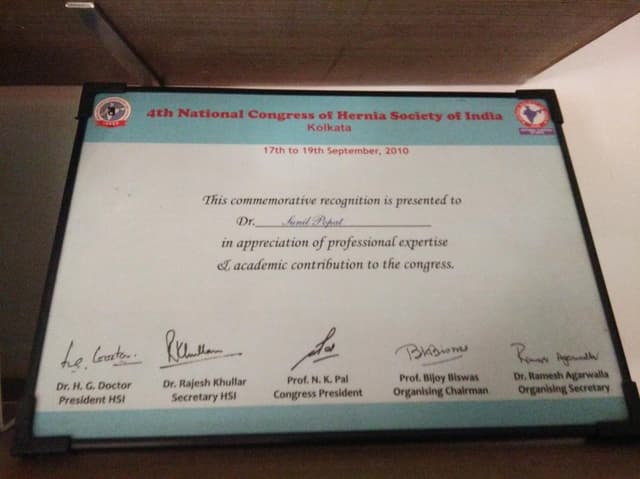 4th National Congress of Hernia Society of India
Kolkata
17th to 19th September, 2010
This commemorative recognition is presented to
Dr. Sunil Popat
in appreciation of professional expertise
& academic contribution to the congress.
Dr. H. G. Doctor
President HSI
Dr. Rajesh Khullar
Secretary HSI
Prof. N. K. Pal
Congress President
Prof. Bijoy Biswas
Organising Chairman
Dr. Ramesh Agarwalla
Organising Secretary